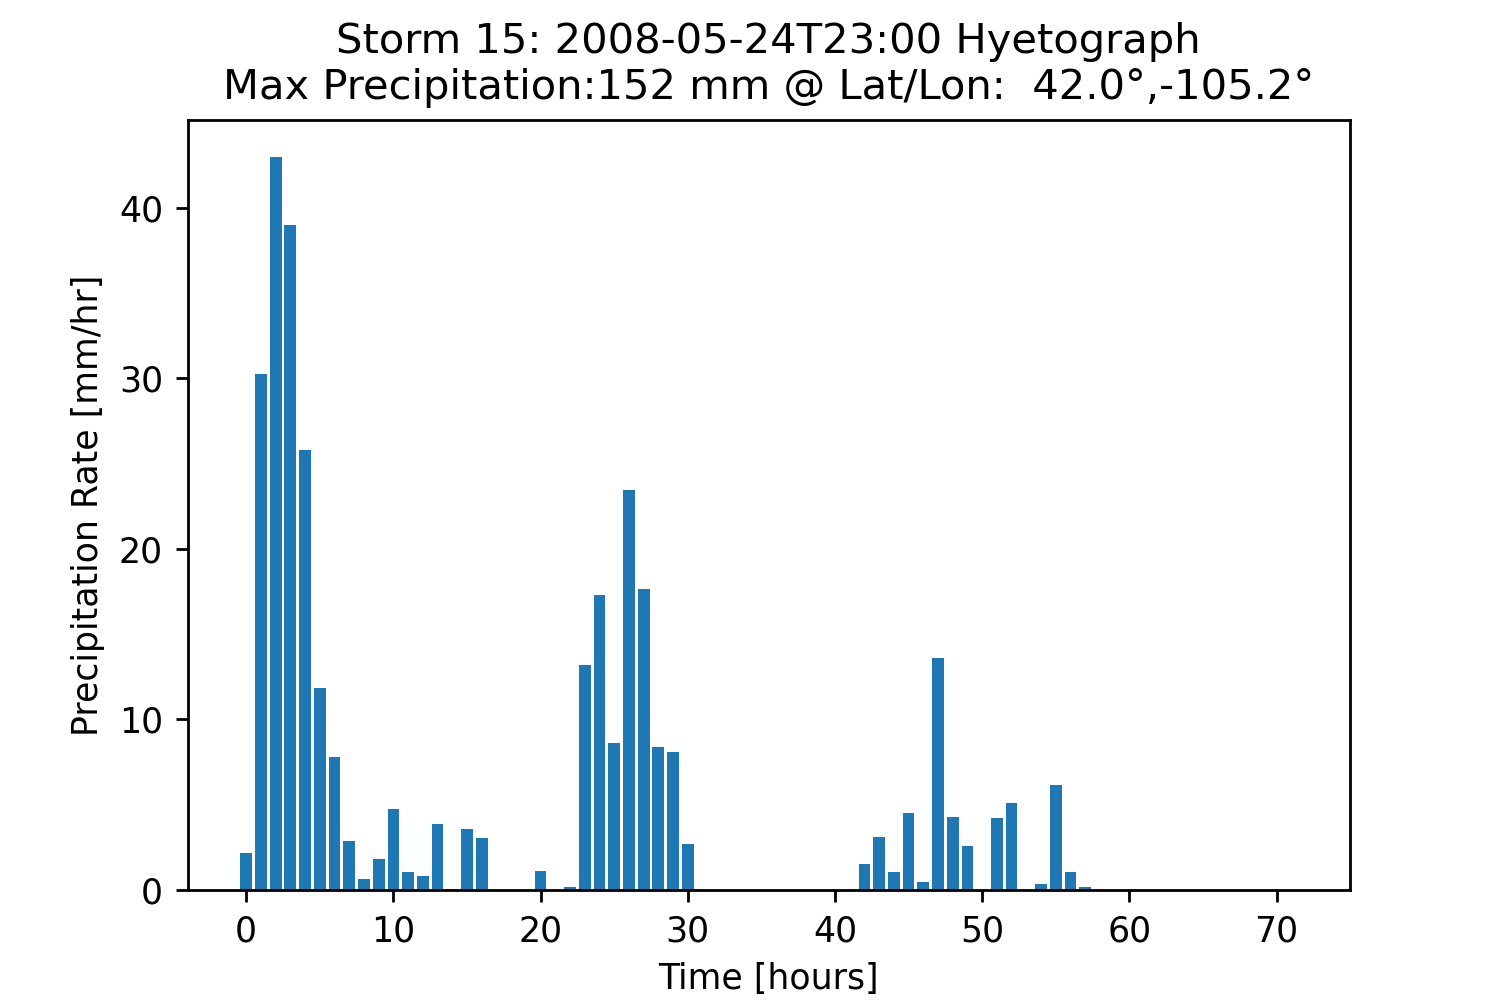 Storm 15: 2008-05-24T23:00 Hyetograph
Max Precipitation:152 mm @ Lat/Lon:  42.0°,-105.2°
Precipitation Rate [mm/hr]
40
30
20
10
0
0 10 20 30 40 50 60 70
Time [hours]